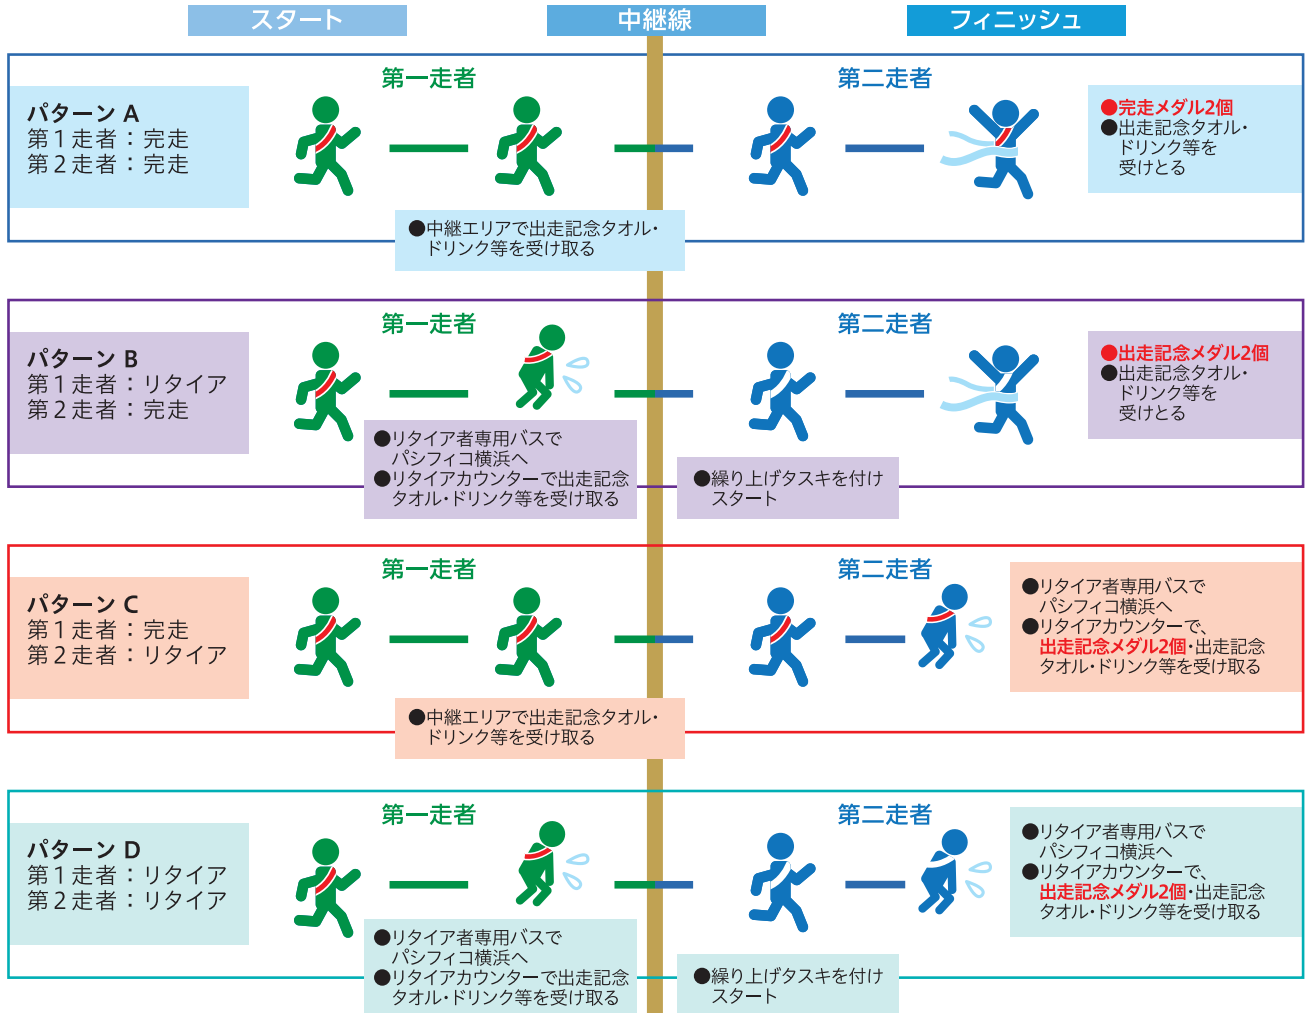 スタート
中継線
フィニッシュ
第一走者
第二走者
パターン A
第1走者：完走
第2走者：完走
●完走メダル2個
●出走記念タオル・
ドリンク等を
受けとる
●中継エリアで出走記念タオル・
ドリンク等を受け取る
第一走者
第二走者
パターン B
第1走者：リタイア
第2走者：完走
●出走記念メダル2個
●出走記念タオル・
ドリンク等を
受けとる
●リタイア者専用バスで
パシフィコ横浜へ
●リタイアカウンターで出走記念
タオル・ドリンク等を受け取る
●繰り上げタスキを付け
スタート
第一走者
第二走者
パターン C
第1走者：完走
第2走者：リタイア
●リタイア者専用バスで
パシフィコ横浜へ
●リタイアカウンターで、
出走記念メダル2個・出走記念
タオル・ドリンク等を受け取る
●中継エリアで出走記念タオル・
ドリンク等を受け取る
第一走者
第二走者
パターン D
第1走者：リタイア
第2走者：リタイア
●リタイア者専用バスで
パシフィコ横浜へ
●リタイアカウンターで、
出走記念メダル2個・出走記念
タオル・ドリンク等を受け取る
●リタイア者専用バスで
パシフィコ横浜へ
●リタイアカウンターで出走記念
タオル・ドリンク等を受け取る
●繰り上げタスキを付け
スタート